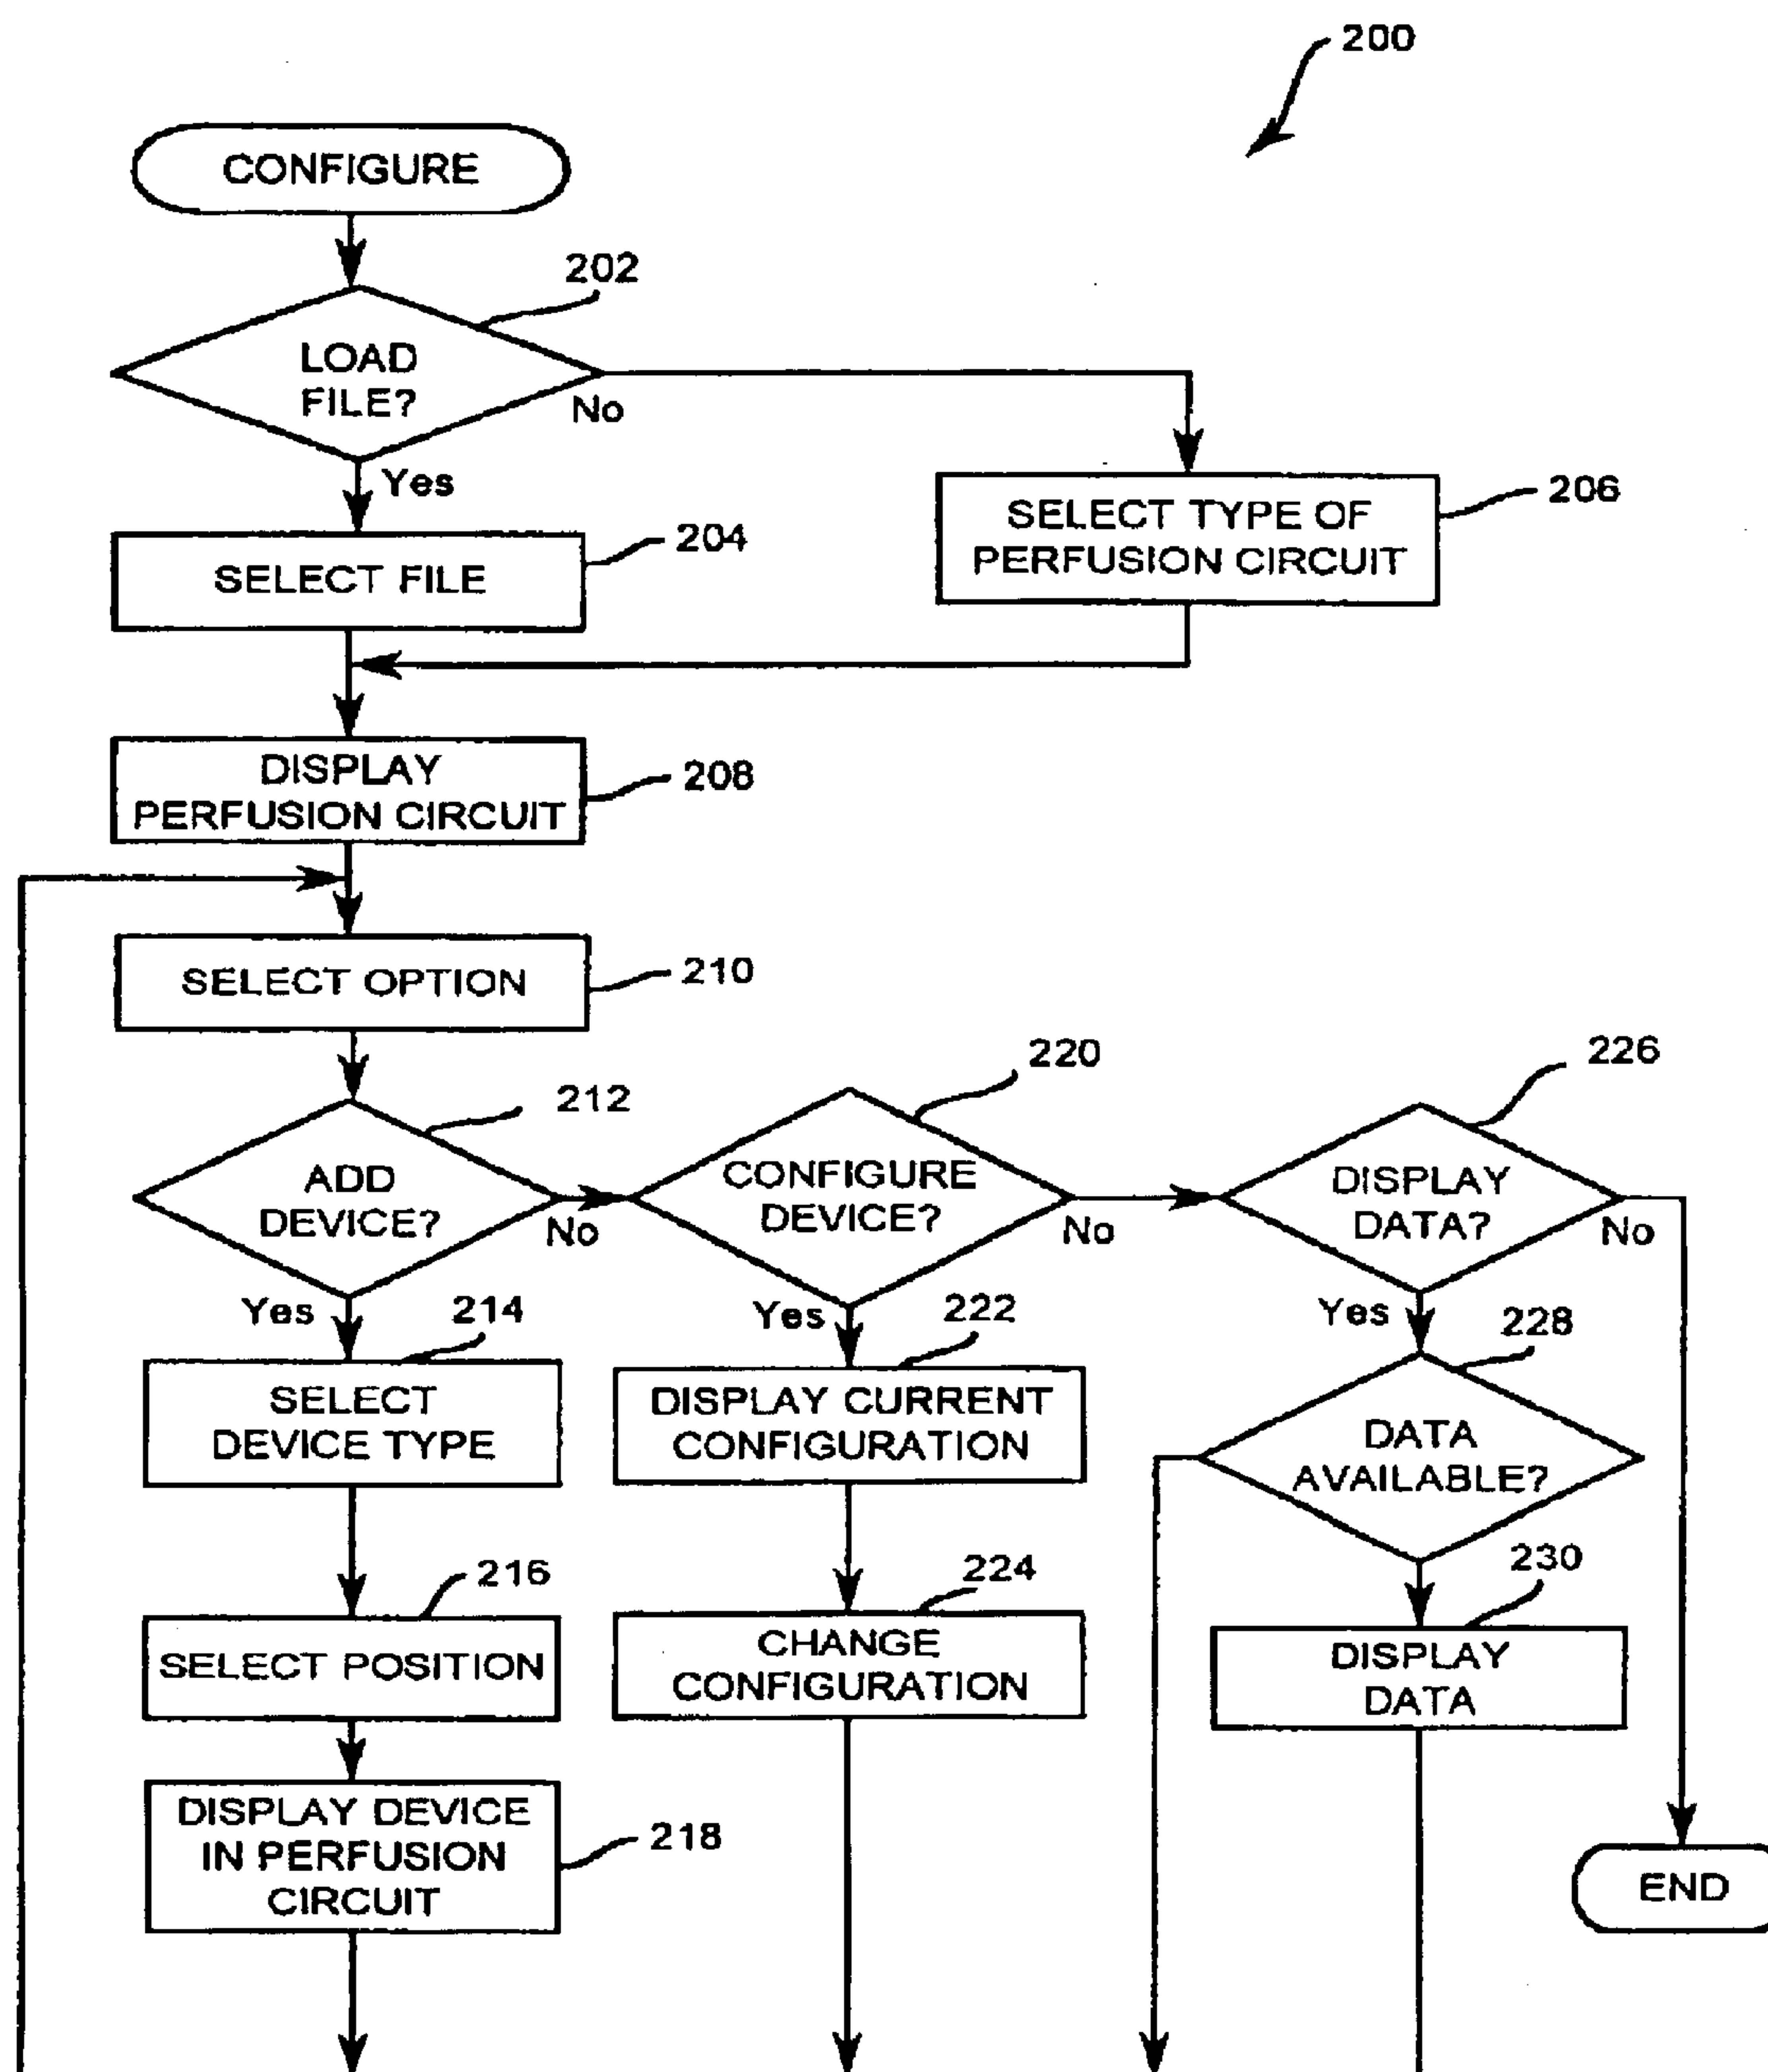 200
CONFIGURE
202
LOAD
FILE?
No
Yes
204
SELECT FILE
206
SELECT TYPE OF
PERFUSION CIRCUIT
208
DISPLAY
PERFUSION CIRCUIT
210
SELECT OPTION
212
ADD
DEVICE?
No
Yes
220
CONFIGURE
DEVICE?
No
Yes
226
DISPLAY
DATA?
No
Yes
214
SELECT
DEVICE TYPE
222
DISPLAY CURRENT
CONFIGURATION
228
DATA
AVAILABLE?
216
SELECT POSITION
224
CHANGE
CONFIGURATION
230
DISPLAY
DATA
218
DISPLAY DEVICE
IN PERFUSION
CIRCUIT
END